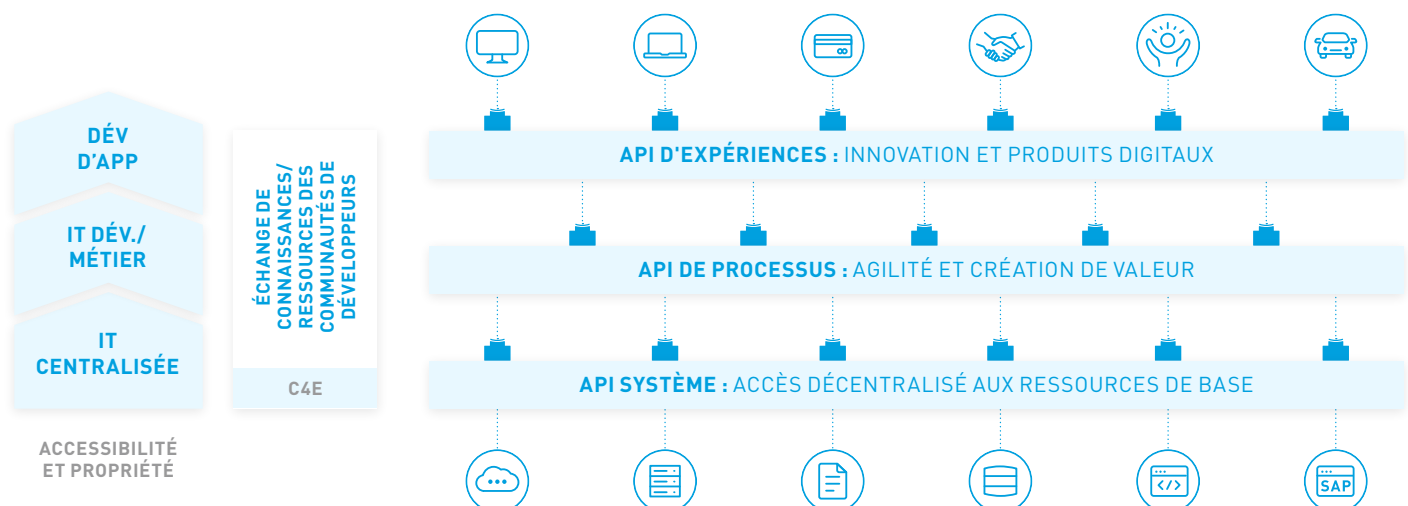 DÉV
D’APP
IT DÉV./
MÉTIER
IT
CENTRALISÉE
ACCESSIBILITÉ
ET PROPRIÉTÉ
ÉCHANGE DE
CONNAISSANCES/
RESSOURCES DES
COMMUNAUTÉS DE
DÉVELOPPEURS
C4E
API D'EXPÉRIENCES : INNOVATION ET PRODUITS DIGITAUX
API DE PROCESSUS : AGILITÉ ET CRÉATION DE VALEUR
API SYSTÈME : ACCÈS DÉCENTRALISÉ AUX RESSOURCES DE BASE
</> 
SAP